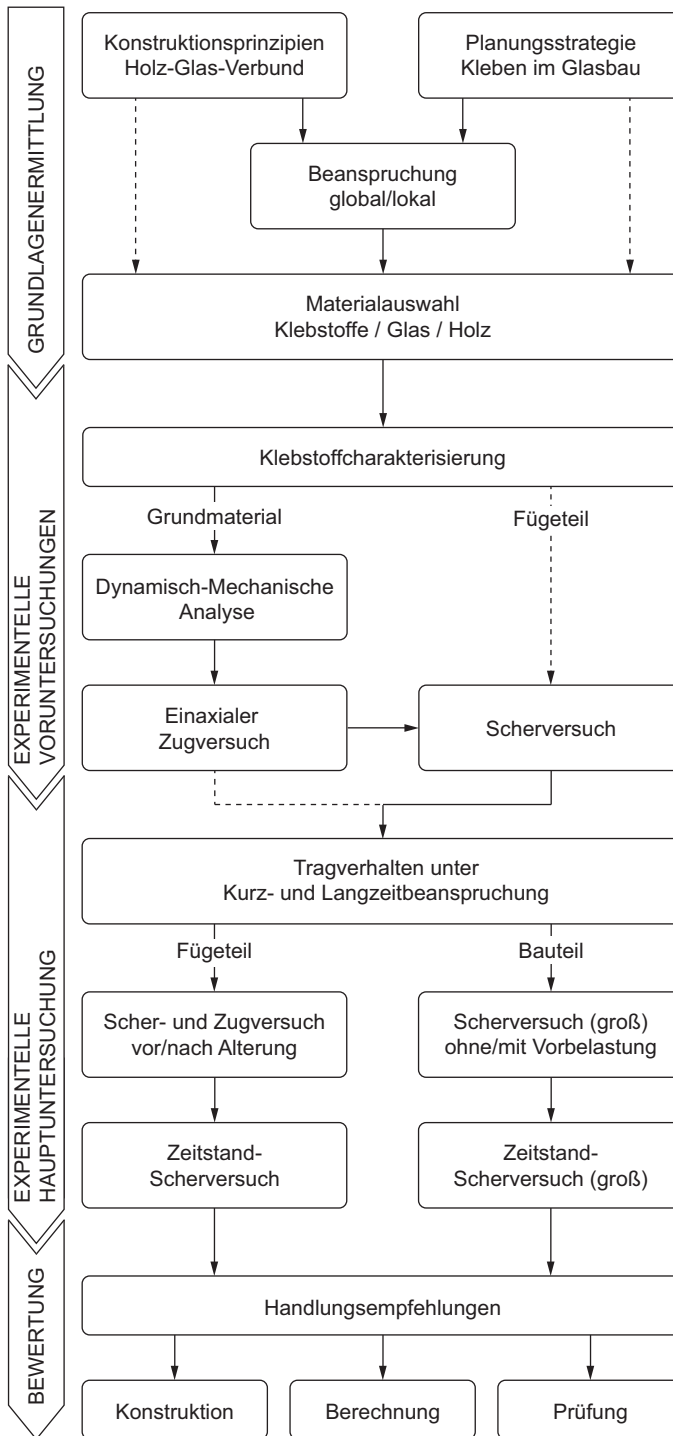 GRUNDLAGENERMITTLUNG
Konstruktionsprinzipien
Holz-Glas-Verbund
Planungsstrategie
Kleben im Glasbau
Beanspruchung
global/lokal
Materialauswahl
Klebstoffe / Glas / Holz
EXPERIMENTELLE
VORUNTERSUCHUNGEN
Klebstoffcharakterisierung
Grundmaterial
Fügeteil
Dynamisch-Mechanische
Analyse
Einaxialer
Zugversuch
Scherversuch
EXPERIMENTELLE
HAUPTUNTERSUCHUNG
Tragverhalten unter
Kurz- und Langzeitbeanspruchung
Fügeteil
Bauteil
Scher- und Zugversuch
vor/nach Alterung
Scherversuch (groß)
ohne/mit Vorbelastung
Zeitstand-
Scherversuch
Zeitstand-
Scherversuch (groß)
BEWERTUNG
Handlungsempfehlungen
Konstruktion
Berechnung
Prüfung